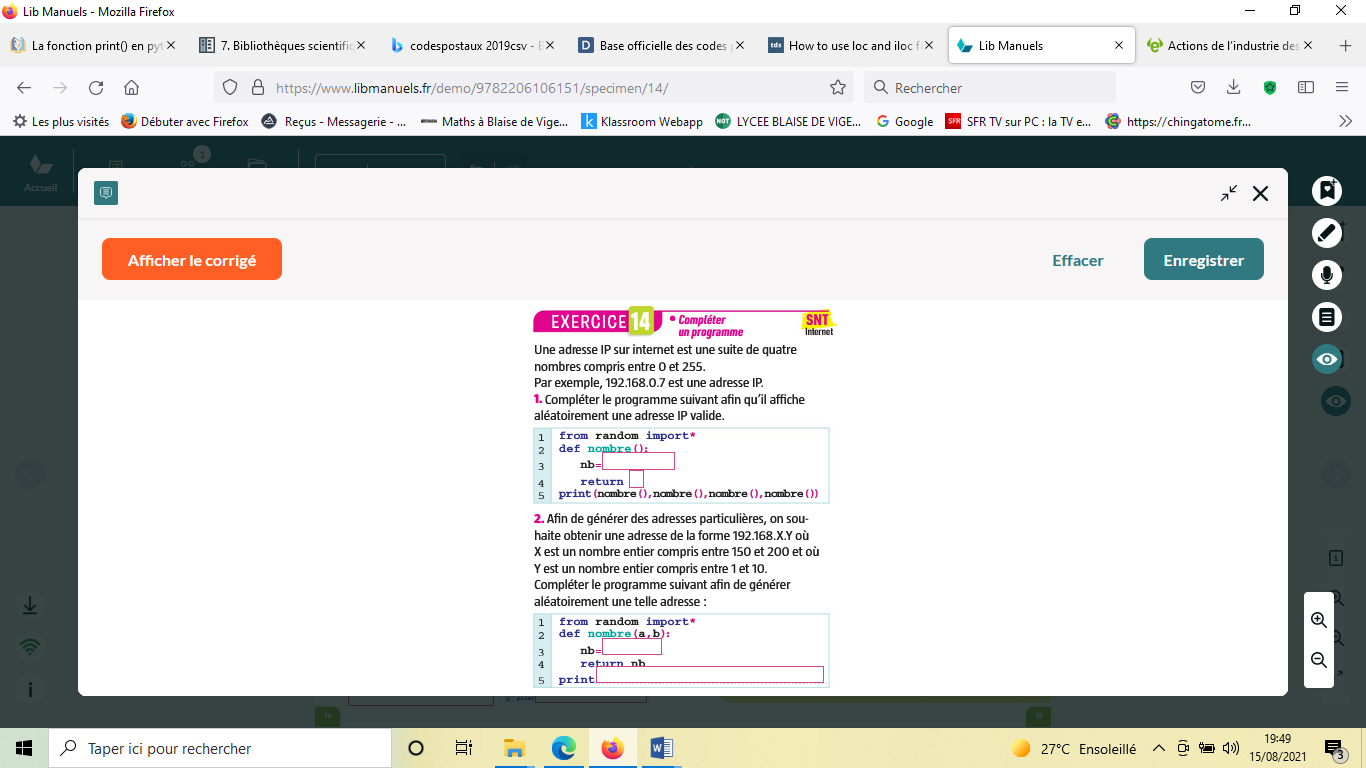 Lib Manuels - Mozilla Firefox
La fonction print() en pyt
7. Bibliothèques scientific
codespostaux 2019csv - B
Base officielle des codes p
How to use loc and iloc f
Lib Manuels
Actions de l'industrie des
https://www.libmanuels.fr/demo/9782206106151/specimen/14/
Rechercher
Les plus visités
Débuter avec Firefox
Reçus - Messagerie - ...
Maths à Blaise de Vige...
Klassroom Webapp
LYCEE BLAISE DE VIGE...
Google
SFR TV sur PC : la TV e...
https://chingatome.fr...
Accueil
1
Afficher le corrigé
Effacer
Enregistrer
EXERCICE 14
• Compléter
un programme
SNT
Internet
Une adresse IP sur internet est une suite de quatre
nombres compris entre 0 et 255.
Par exemple, 192.168.0.7 est une adresse IP.
1. Compléter le programme suivant afin qu'il affiche
aléatoirement une adresse IP valide.
1 from random import*
2 def nombre():
3 nb=
4 return
5 print(nombre(),nombre(),nombre(),nombre())
2. Afin de générer des adresses particulières, on sou-
haite obtenir une adresse de la forme 192.168.X.Y où
X est un nombre entier compris entre 150 et 200 et où
Y est un nombre entier compris entre 1 et 10.
Compléter le programme suivant afin de générer
aléatoirement une telle adresse :
1 from random import*
2 def nombre(a,b):
3 nb=
4 return nb
5 print
14
15
1
Taper ici pour rechercher
27°C Ensoleillé
19:49
15/08/2021
3